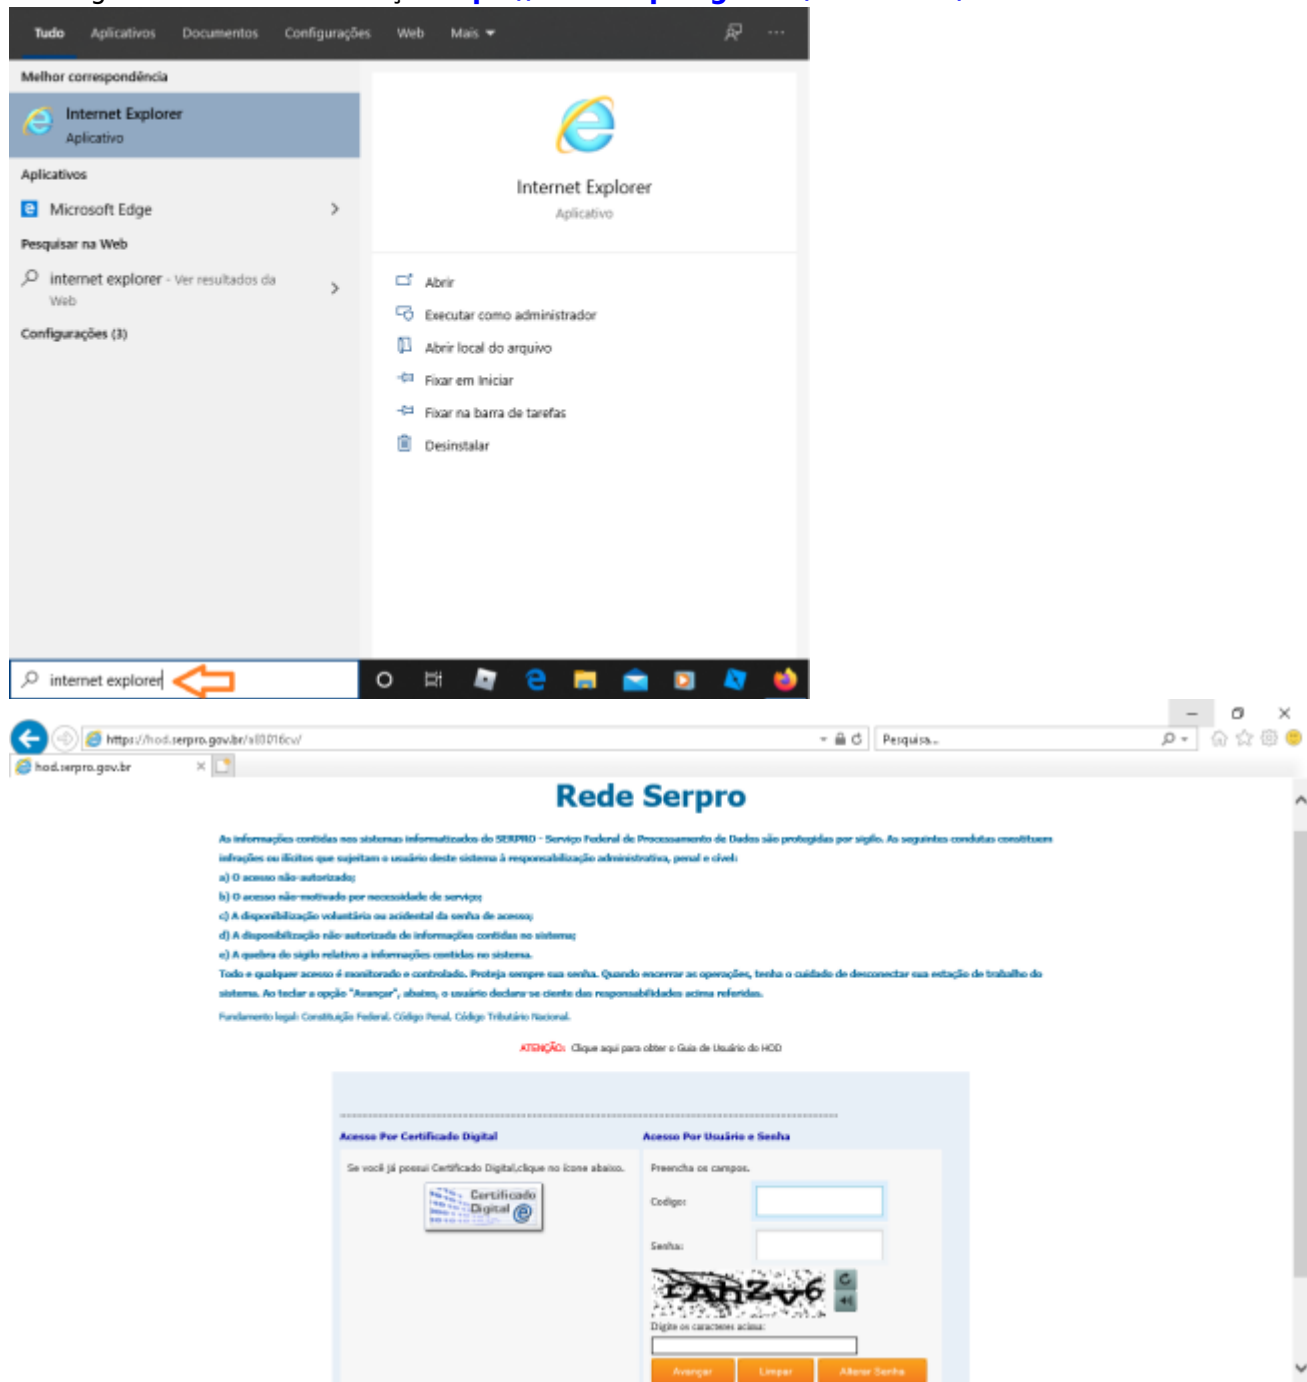 Tudo Aplicativos Documentos Configurações Web Mais
Melhor correspondência
Internet Explorer
Aplicativo
Aplicativos
Microsoft Edge
Pesquisar na Web
internet explorer - Ver resultados da
Web
Configurações (3)
Internet Explorer
Aplicativo
Abrir
Executar como administrador
Abrir local do arquivo
Fixar em Iniciar
Fixar na barra de tarefas
Desinstalar
internet explorer
https://hod.serpro.gov.br/a83016cv/
Pesquisa...
hod.serpro.gov.br
Rede Serpro
As informações contidas nos sistemas informatizados do SERPRO - Serviço Federal de Processamento de Dados são protegidas por sigilo. As seguintes condutas constituem
infrações ou ilícitos que sujeitam o usuário deste sistema à responsabilização administrativa, penal e cível:
a) O acesso não-autorizado;
b) O acesso não-motivado por necessidade de serviço;
c) A disponibilização voluntária ou acidental da senha de acesso;
d) A disponibilização não-autorizada de informações contidas no sistema;
e) A quebra do sigilo relativo a informações contidas no sistema.
Todo e qualquer acesso é monitorado e controlado. Proteja sempre sua senha. Quando encerrar as operações, tenha o cuidado de desconectar sua estação de trabalho do
sistema. Ao teclar a opção "Avançar", abaixo, o usuário declara-se ciente das responsabilidades acima referidas.
Fundamento legal: Constituição Federal. Código Penal. Código Tributário Nacional.
ATENÇÃO: Clique aqui para obter o Guia de Usuário do HOD
Acesso Por Certificado Digital
Se você já possui Certificado Digital,clique no ícone abaixo.
Certificado
Digital
Acesso Por Usuário e Senha
Preencha os campos.
Codigo:
Senha:
rAhZv6
Digite os caracteres acima:
Avançar Limpar Alterar Senha